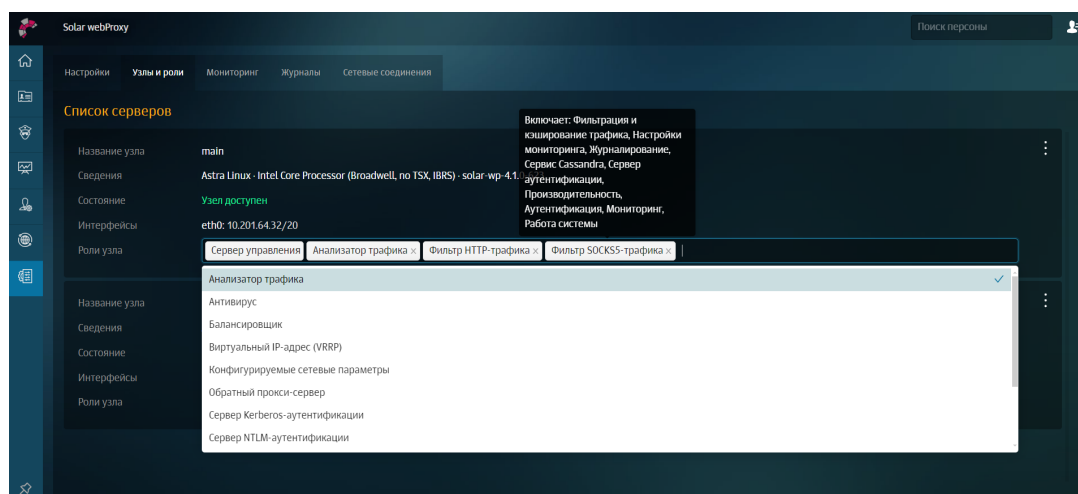 Solar webProxy
Поиск персоны
Настройки Узлы и роли Мониторинг Журналы Сетевые соединения
Список серверов
Включает: Фильтрация и
кэширование трафика, Настройки
мониторинга, Журналирование,
Сервис Cassandra, Сервер
аутентификации,
Производительность,
Аутентификация, Мониторинг,
Работа системы
Название узла main
Сведения Astra Linux · Intel Core Processor (Broadwell, no TSX, IBRS) · solar-wp-4.1.0-633
Состояние Узел доступен
Интерфейсы eth0: 10.201.64.32/20
Роли узла Сервер управления Анализатор трафика × Фильтр HTTP-трафика × Фильтр SOCKS5-трафика ×
Анализатор трафика
Антивирус
Балансировщик
Виртуальный IP-адрес (VRRP)
Конфигурируемые сетевые параметры
Обратный прокси-сервер
Сервер Kerberos-аутентификации
Сервер NTLM-аутентификации
Название узла
Сведения
Состояние
Интерфейсы
Роли узла